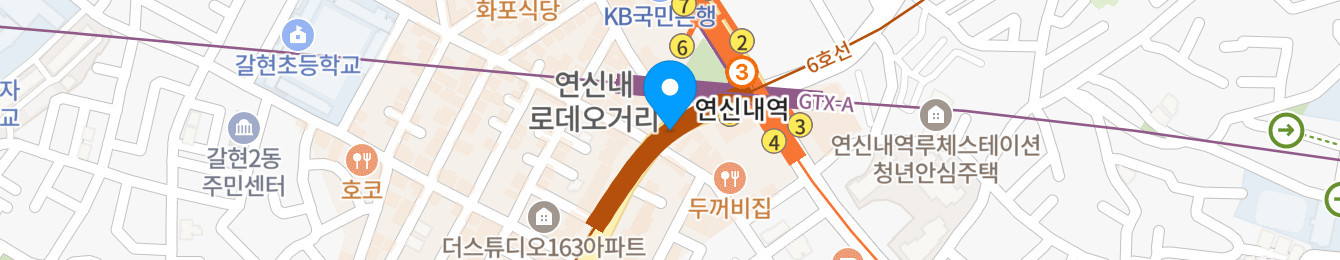 화포식당
KB국민은행
7
6
2
3
6호선
갈현초등학교
자
교
연신내
로데오거리
연신내역
GTX-A
3
4
연신내역루체스테이션
청년안심주택
갈현2동
주민센터
호코
두꺼비집
더스튜디오163아파트